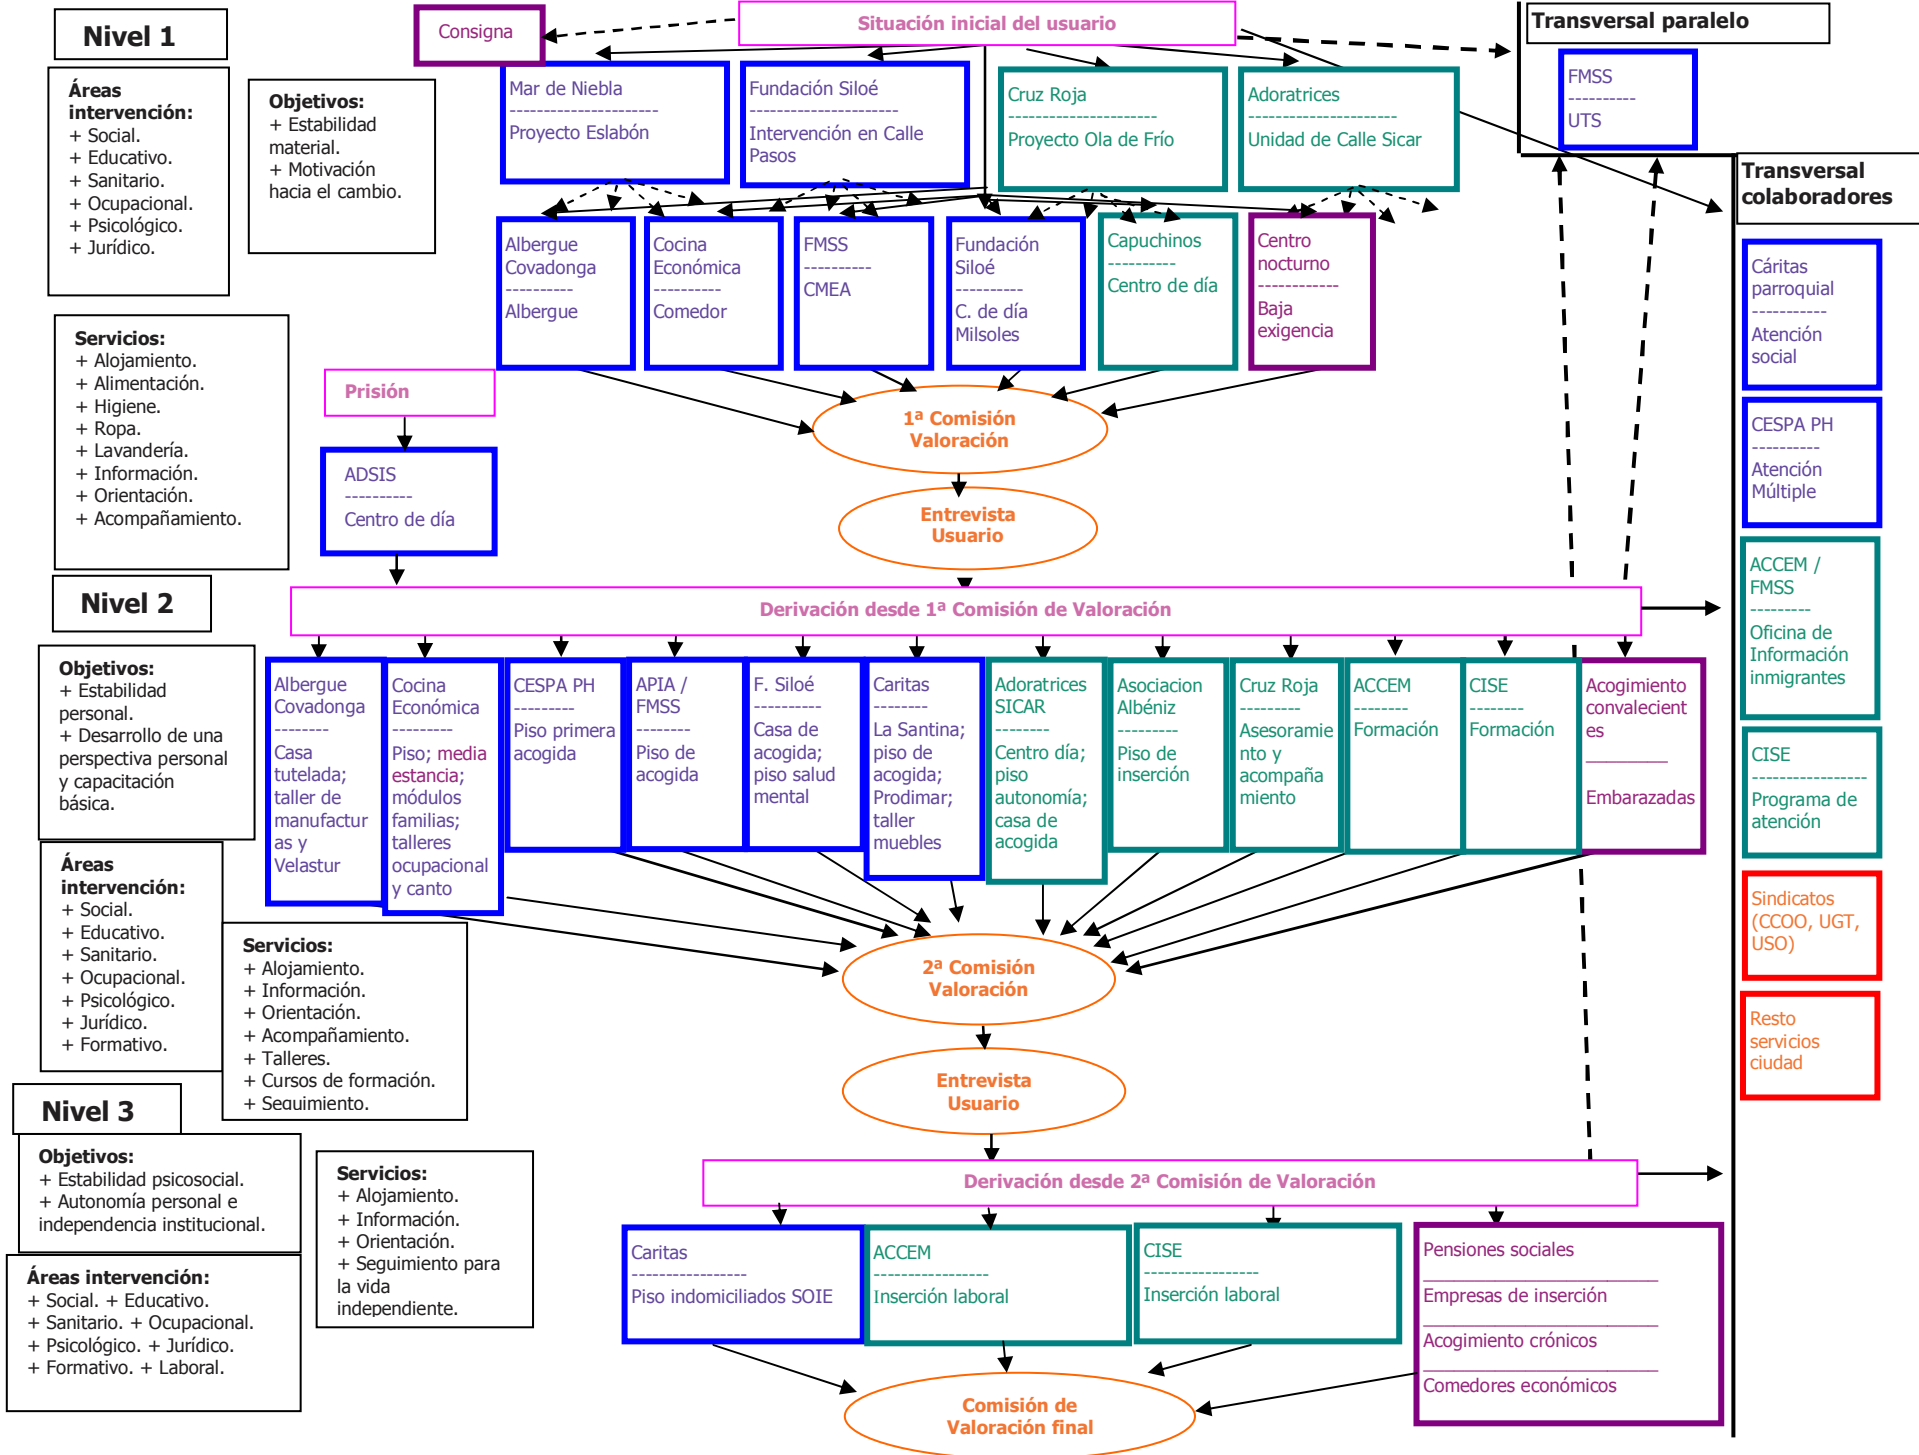 Nivel 1
Consigna
Situación inicial del usuario
Transversal paralelo
Áreas
intervención:
+ Social.
+ Educativo.
+ Sanitario.
+ Ocupacional.
+ Psicológico.
+ Jurídico.
Objetivos:
+ Estabilidad
material.
+ Motivación
hacia el cambio.
Mar de Niebla
----------------------
Proyecto Eslabón
Fundación Siloé
----------------------
Intervención en Calle
Pasos
Cruz Roja
----------------------
Proyecto Ola de Frío
Adoratrices
----------------------
Unidad de Calle Sicar
FMSS
----------
UTS
Transversal
colaboradores
Albergue
Covadonga
----------
Albergue
Cocina
Económica
----------
Comedor
FMSS
----------
CMEA
Fundación
Siloé
----------
C. de día
Milsoles
Capuchinos
----------
Centro de día
Centro
nocturno
------------
Baja
exigencia
Cáritas
parroquial
-----------
Atención
social
Servicios:
+ Alojamiento.
+ Alimentación.
+ Higiene.
+ Ropa.
+ Lavandería.
+ Información.
+ Orientación.
+ Acompañamiento.
Prisión
1ª Comisión
Valoración
CESPA PH
----------
Atención
Múltiple
ADSIS
----------
Centro de día
Entrevista
Usuario
ACCEM /
FMSS
---------
Oficina de
Información
inmigrantes
Nivel 2
Derivación desde 1ª Comisión de Valoración
Objetivos:
+ Estabilidad
personal.
+ Desarrollo de una
perspectiva personal
y capacitación
básica.
Albergue
Covadonga
--------
Casa
tutelada;
taller de
manufactur
as y
Velastur
Cocina
Económica
----------
Piso; media
estancia;
módulos
familias;
talleres
ocupacional
y canto
CESPA PH
---------
Piso primera
acogida
APIA /
FMSS
--------
Piso de
acogida
F. Siloé
----------
Casa de
acogida;
piso salud
mental
Caritas
--------
La Santina;
piso de
acogida;
Prodimar;
taller
muebles
Adoratrices
SICAR
--------
Centro día;
piso
autonomía;
casa de
acogida
Asociacion
Albéniz
---------
Piso de
inserción
Cruz Roja
---------
Asesoramie
nto y
acompaña
miento
ACCEM
--------
Formación
CISE
--------
Formación
Acogimiento
convalecient
es
_________
Embarazadas
CISE
-----------------
Programa de
atención
Áreas
intervención:
+ Social.
+ Educativo.
+ Sanitario.
+ Ocupacional.
+ Psicológico.
+ Jurídico.
+ Formativo.
Servicios:
+ Alojamiento.
+ Información.
+ Orientación.
+ Acompañamiento.
+ Talleres.
+ Cursos de formación.
+ Seguimiento.
2ª Comisión
Valoración
Sindicatos
(CCOO, UGT,
USO)
Resto
servicios
ciudad
Entrevista
Usuario
Nivel 3
Objetivos:
+ Estabilidad psicosocial.
+ Autonomía personal e
independencia institucional.
Servicios:
+ Alojamiento.
+ Información.
+ Orientación.
+ Seguimiento para
la vida
independiente.
Derivación desde 2ª Comisión de Valoración
Áreas intervención:
+ Social. + Educativo.
+ Sanitario. + Ocupacional.
+ Psicológico. + Jurídico.
+ Formativo. + Laboral.
Caritas
-----------------
Piso indomiciliados SOIE
ACCEM
-----------------
Inserción laboral
CISE
-----------------
Inserción laboral
Pensiones sociales
__________________________
Empresas de inserción
__________________________
Acogimiento crónicos
__________________________
Comedores económicos
Comisión de
Valoración final